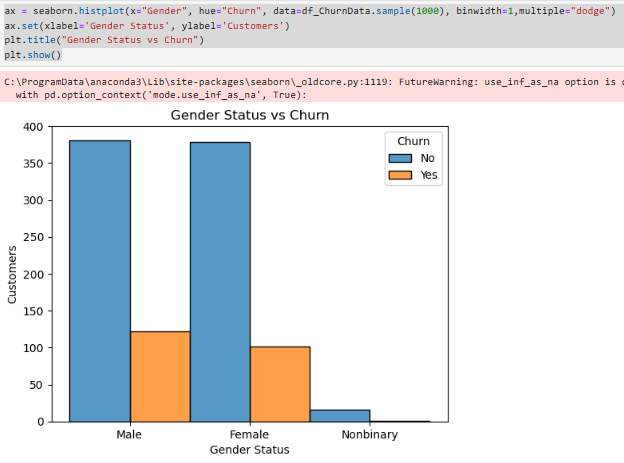 ax = seaborn.histplot(x="Gender", hue="Churn", data=df_ChurnData.sample(1000), binwidth=1,multiple="dodge")
ax.set(xlabel='Gender Status', ylabel='Customers')
plt.title("Gender Status vs Churn")
plt.show()
C:\ProgramData\anaconda3\Lib\site-packages\seaborn\_oldcore.py:1119: FutureWarning: use_inf_as_na option is
with pd.option_context('mode.use_inf_as_na', True):
Gender Status vs Churn
Churn
No
Yes
400
350
300
250
200
150
100
50
0
Customers
Male Female Nonbinary
Gender Status